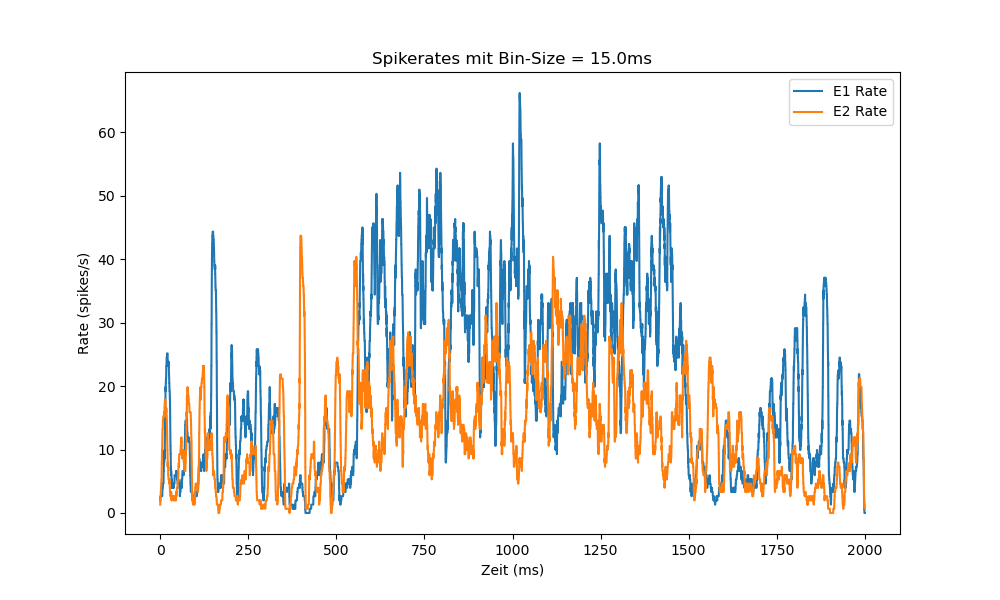 Spikerates mit Bin-Size = 15.0ms
E1 Rate
E2 Rate
Rate (spikes/s)
60
50
40
30
20
10
0
0 250 500 750 1000 1250 1500 1750 2000
Zeit (ms)